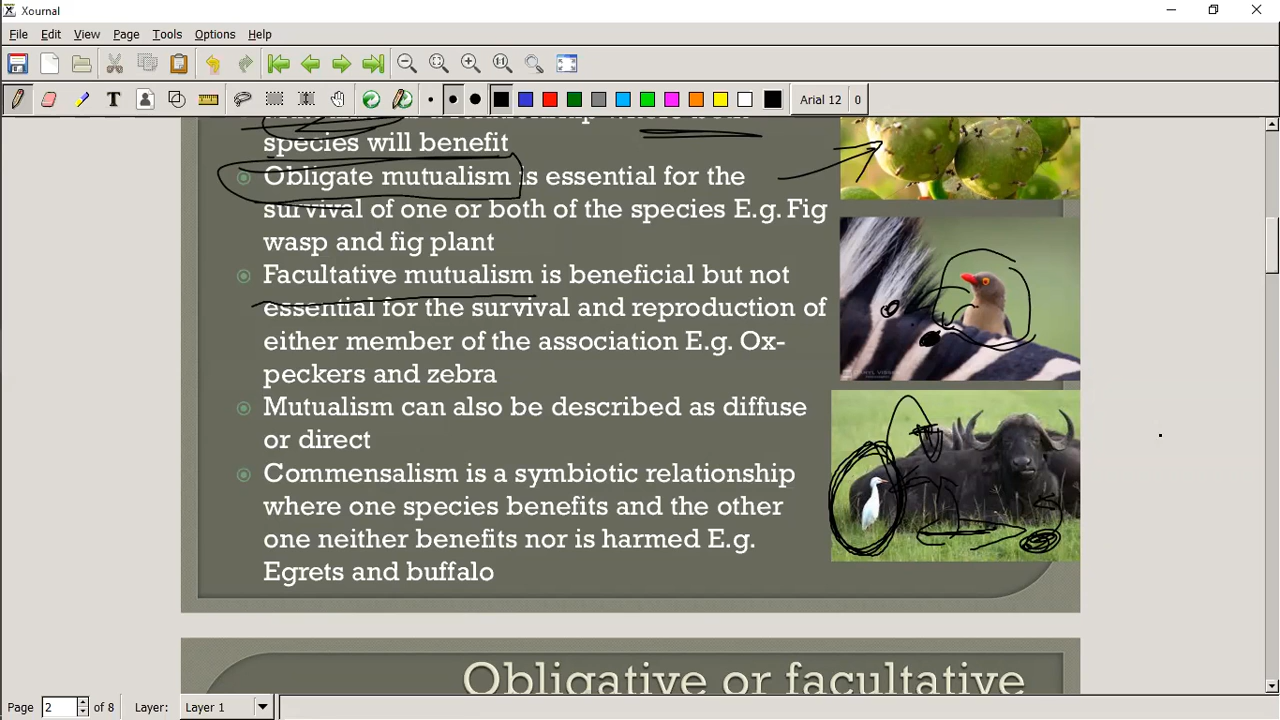 Xournal
File Edit View Page Tools Options Help
Arial 12 0
species will benefit
Obligate mutualism is essential for the
survival of one or both of the species E.g. Fig
wasp and fig plant
Facultative mutualism is beneficial but not
essential for the survival and reproduction of
either member of the association E.g. Ox-
peckers and zebra
Mutualism can also be described as diffuse
or direct
Commensalism is a symbiotic relationship
where one species benefits and the other
one neither benefits nor is harmed E.g.
Egrets and buffalo
Obligative or facultative
Page 2 of 8 Layer: Layer 1